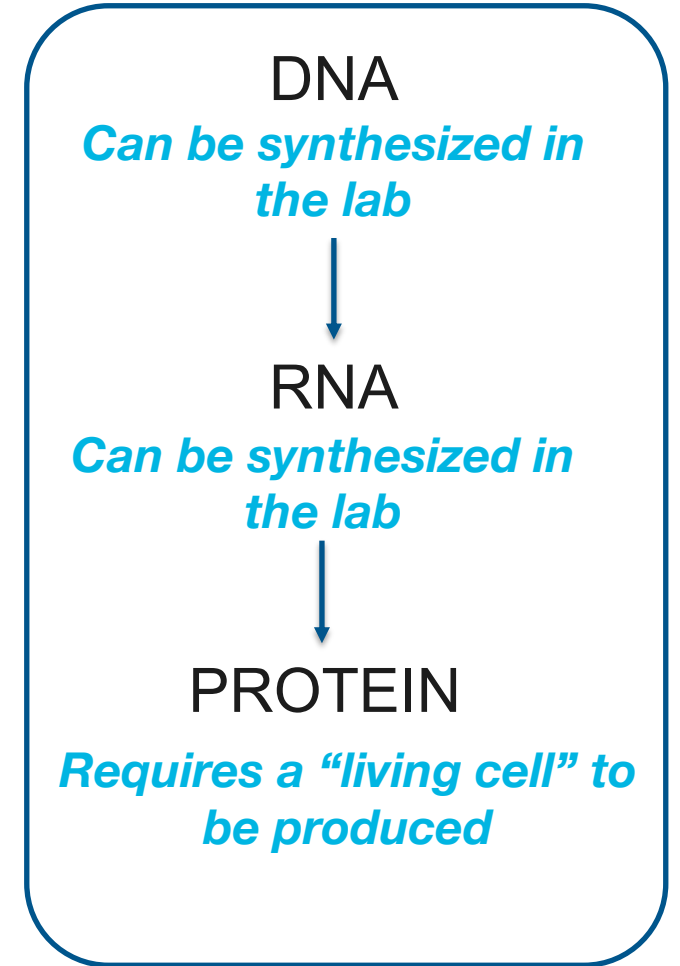 DNA
Can be synthesized in
the lab
RNA
Can be synthesized in
the lab
PROTEIN
Requires a “living cell” to
be produced